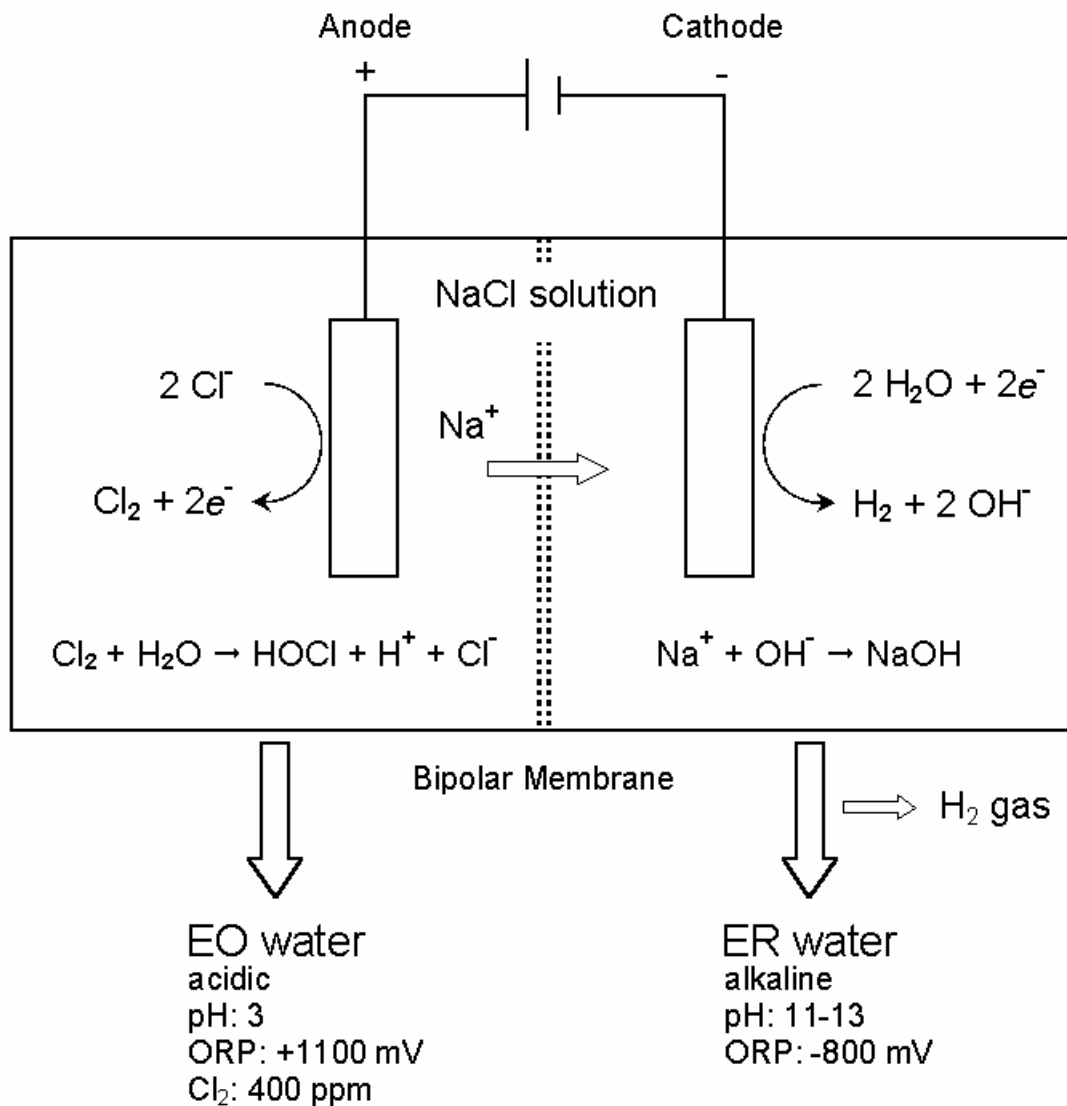 Anode
Cathode
+
-
NaCl solution
2 Cl⁻
Cl₂ + 2e⁻
Na⁺
2 H₂O + 2e⁻
H₂ + 2 OH⁻
Cl₂ + H₂O → HOCl + H⁺ + Cl⁻
Na⁺ + OH⁻ → NaOH
Bipolar Membrane
H₂ gas
EO water
acidic
pH: 3
ORP: +1100 mV
Cl₂: 400 ppm
ER water
alkaline
pH: 11-13
ORP: -800 mV